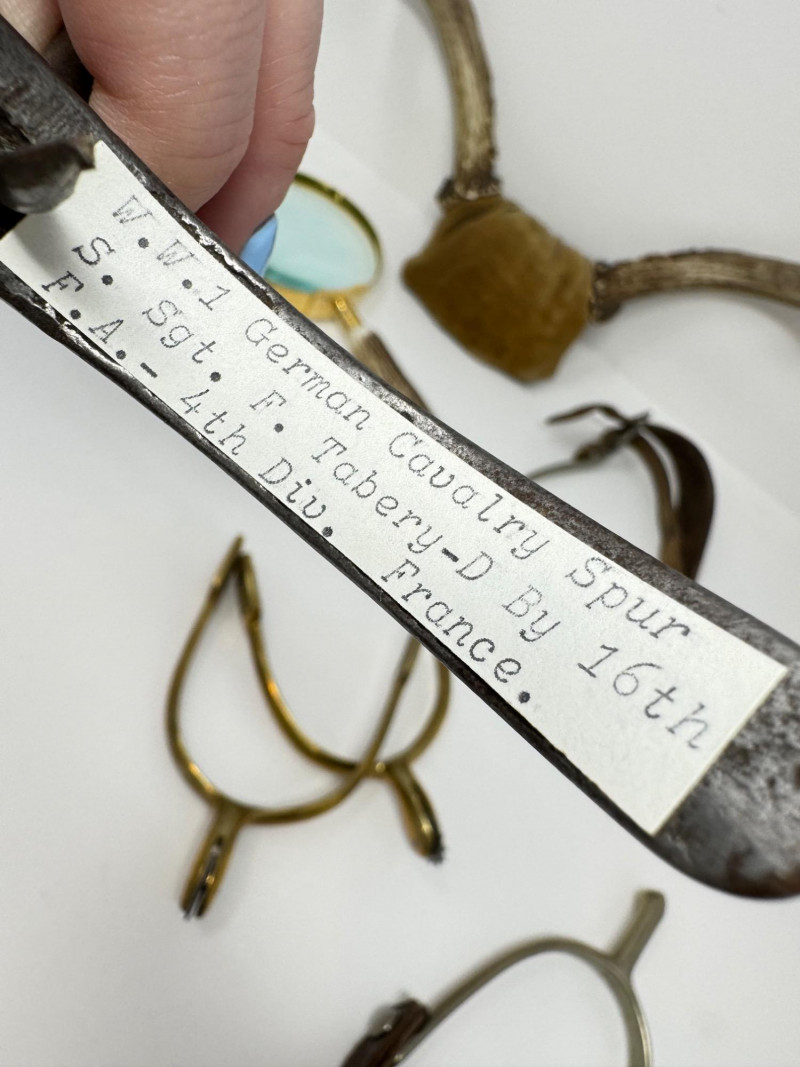 W.W.1 German Cavalry Spur
S. Sgt. F. Tabery-D By 16th
F.A.- 4th Div. France.